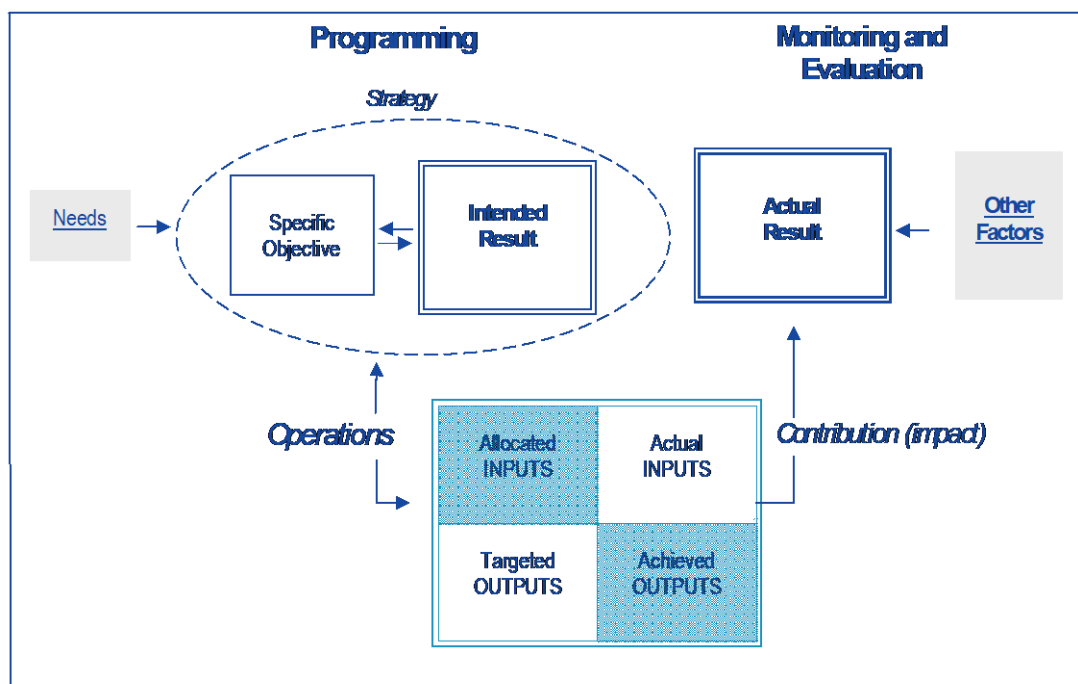 Programming
Monitoring and
Evaluation
Strategy
Needs
Specific
Objective
Intended
Result
Actual
Result
Other
Factors
Operations
Allocated
INPUTS
Actual
INPUTS
Contribution (impact)
Targeted
OUTPUTS
Achieved
OUTPUTS